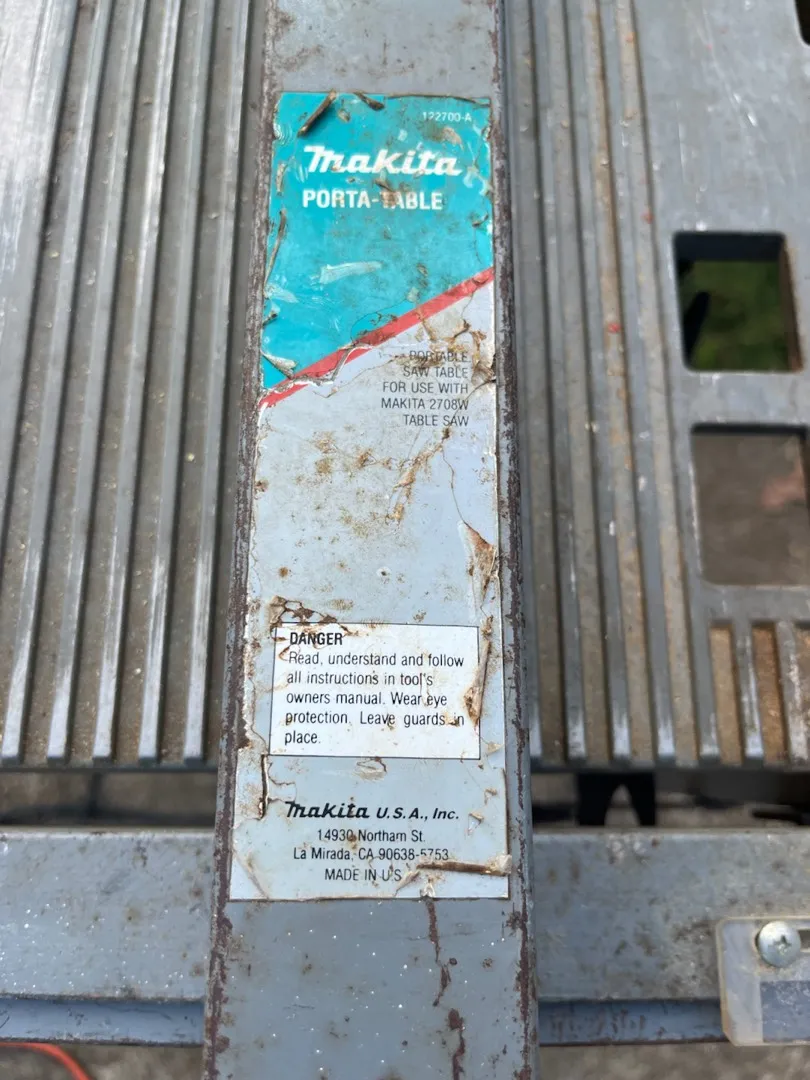 122700-A
Makita
PORTA-TABLE
PORTABLE
SAW TABLE
FOR USE WITH
MAKITA 2708W
TABLE SAW
DANGER
Read, understand and follow
all instructions in tool's
owners manual. Wear eye
protection. Leave guards in
place.
Makita U.S.A., Inc.
14930 Northam St.
La Mirada, CA 90638-5753
MADE IN U.S